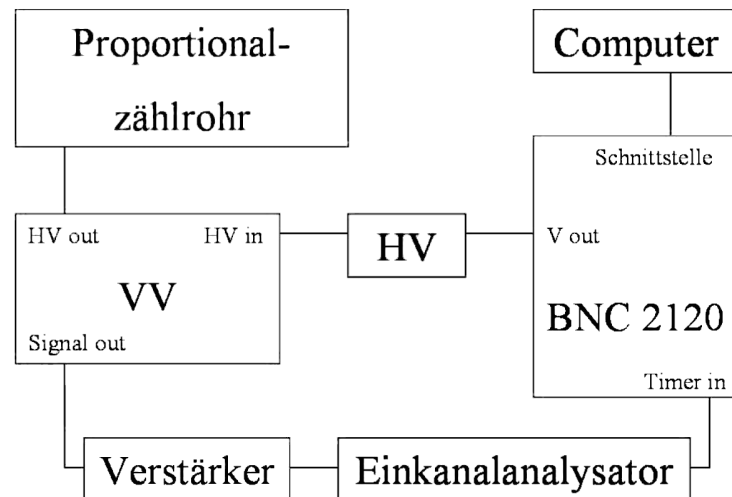 Proportional-
zählrohr
Computer
Schnittstelle
HV out
HV in
HV
V out
VV
BNC 2120
Signal out
Timer in
Verstärker
Einkanalanalysator